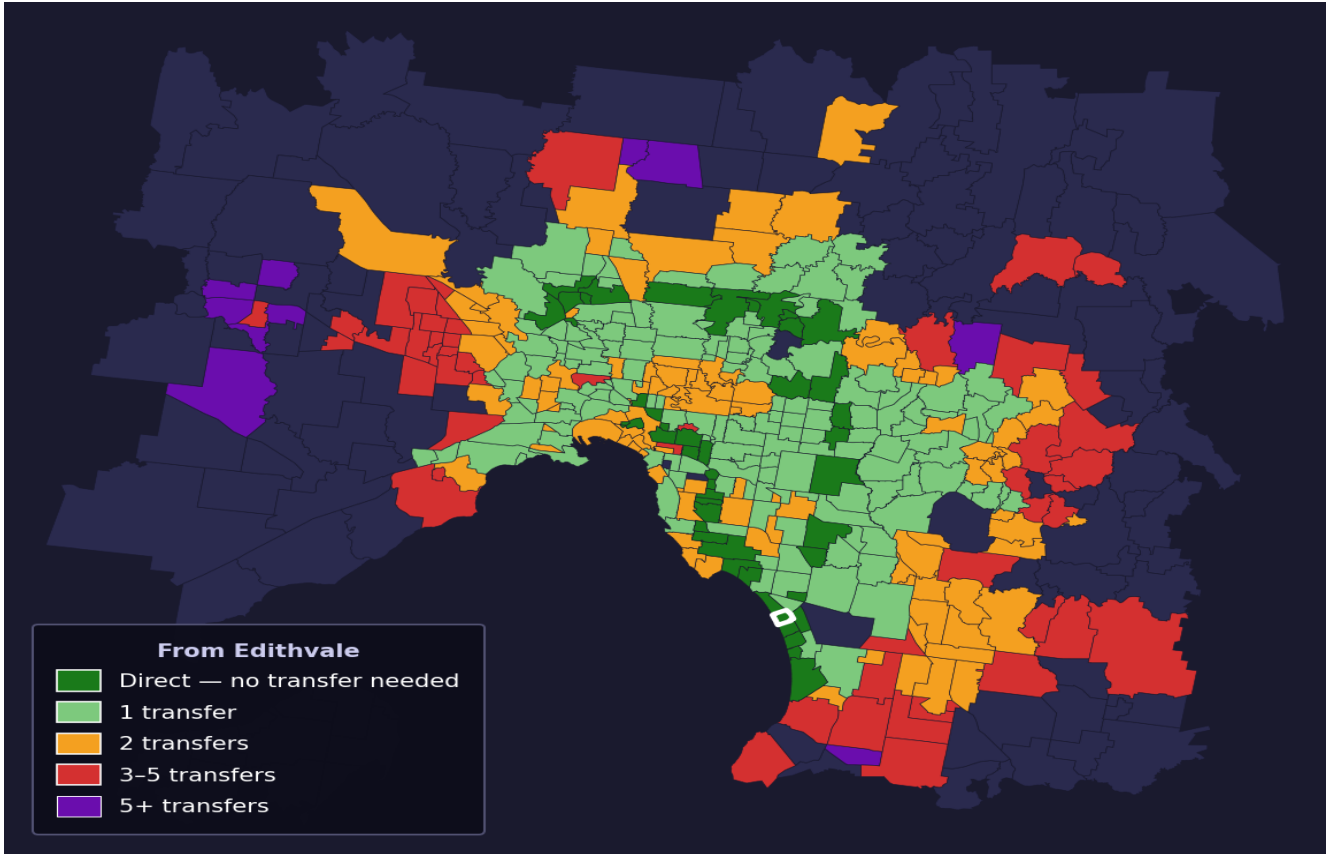 From Edithvale
Direct — no transfer needed
1 transfer
2 transfers
3–5 transfers
5+ transfers